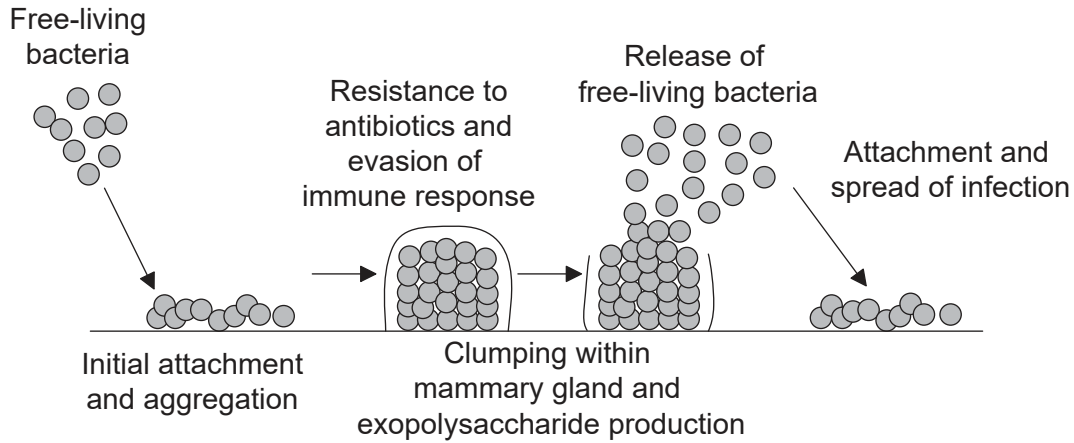 Free-living
bacteria
Resistance to
antibiotics and
evasion of
immune response
Release of
free-living bacteria
Attachment and
spread of infection
Initial attachment
and aggregation
Clumping within
mammary gland and
exopolysaccharide production